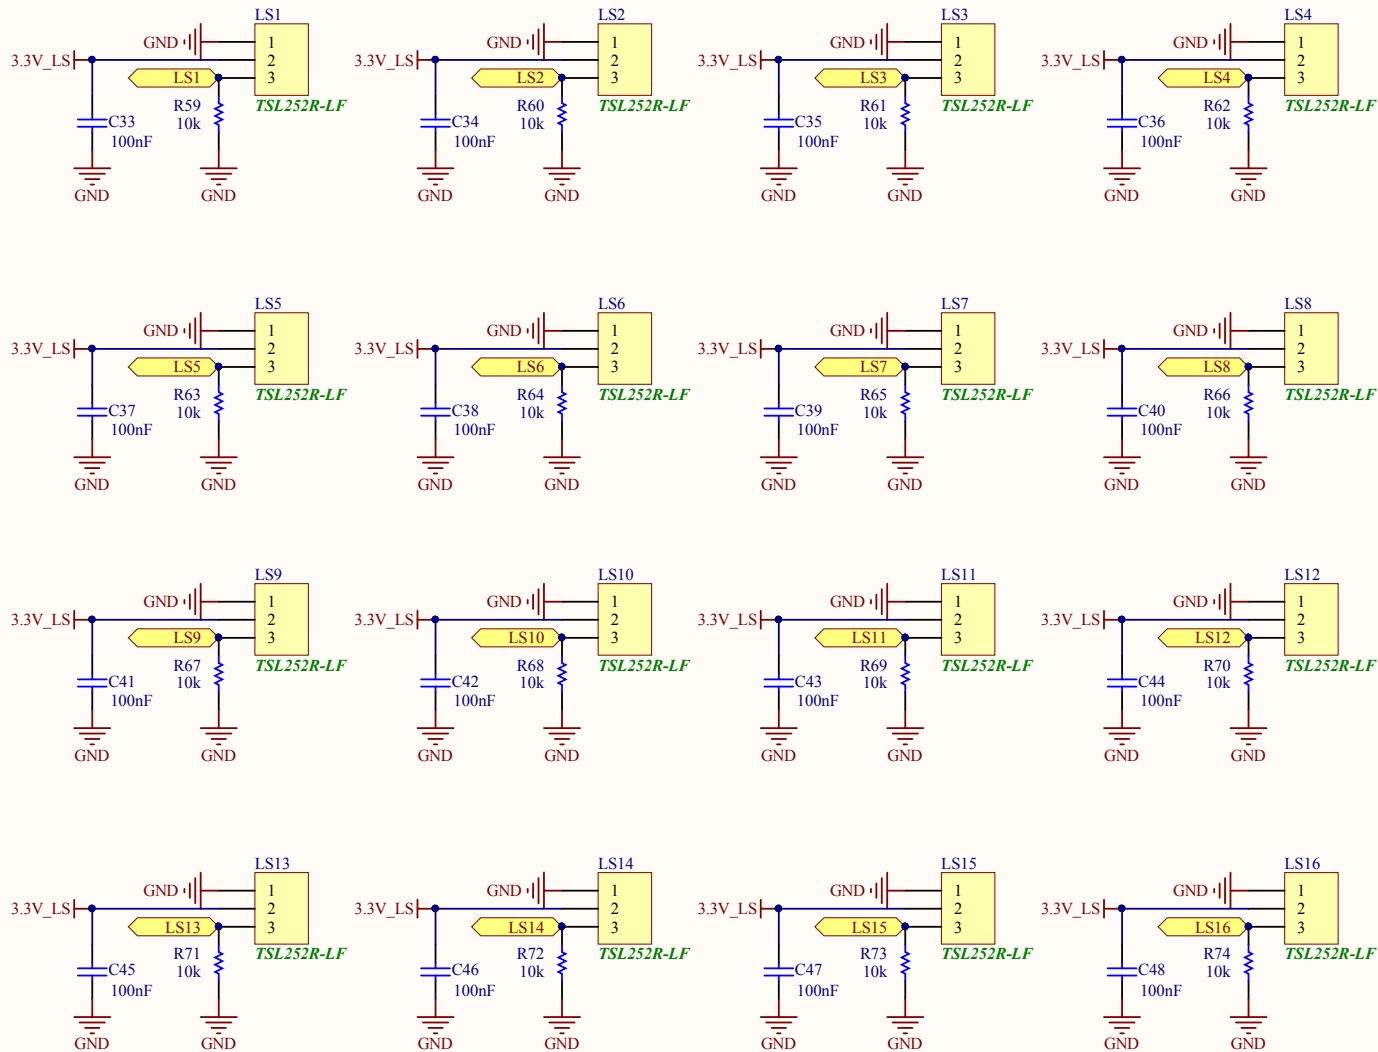 LS1
GND
1
3.3V_LS
2
LS1
3
R59
TSL252R-LF
C33
10k
100nF
GND
GND
LS2
GND
1
3.3V_LS
2
LS2
3
R60
TSL252R-LF
C34
10k
100nF
GND
GND
LS3
GND
1
3.3V_LS
2
LS3
3
R61
TSL252R-LF
C35
10k
100nF
GND
GND
LS4
GND
1
3.3V_LS
2
LS4
3
R62
TSL252R-LF
C36
10k
100nF
GND
GND
LS5
GND
1
3.3V_LS
2
LS5
3
R63
TSL252R-LF
C37
10k
100nF
GND
GND
LS6
GND
1
3.3V_LS
2
LS6
3
R64
TSL252R-LF
C38
10k
100nF
GND
GND
LS7
GND
1
3.3V_LS
2
LS7
3
R65
TSL252R-LF
C39
10k
100nF
GND
GND
LS8
GND
1
3.3V_LS
2
LS8
3
R66
TSL252R-LF
C40
10k
100nF
GND
GND
LS9
GND
1
3.3V_LS
2
LS9
3
R67
TSL252R-LF
C41
10k
100nF
GND
GND
LS10
GND
1
3.3V_LS
2
LS10
3
R68
TSL252R-LF
C42
10k
100nF
GND
GND
LS11
GND
1
3.3V_LS
2
LS11
3
R69
TSL252R-LF
C43
10k
100nF
GND
GND
LS12
GND
1
3.3V_LS
2
LS12
3
R70
TSL252R-LF
C44
10k
100nF
GND
GND
LS13
GND
1
3.3V_LS
2
LS13
3
R71
TSL252R-LF
C45
10k
100nF
GND
GND
LS14
GND
1
3.3V_LS
2
LS14
3
R72
TSL252R-LF
C46
10k
100nF
GND
GND
LS15
GND
1
3.3V_LS
2
LS15
3
R73
TSL252R-LF
C47
10k
100nF
GND
GND
LS16
GND
1
3.3V_LS
2
LS16
3
R74
TSL252R-LF
C48
10k
100nF
GND
GND